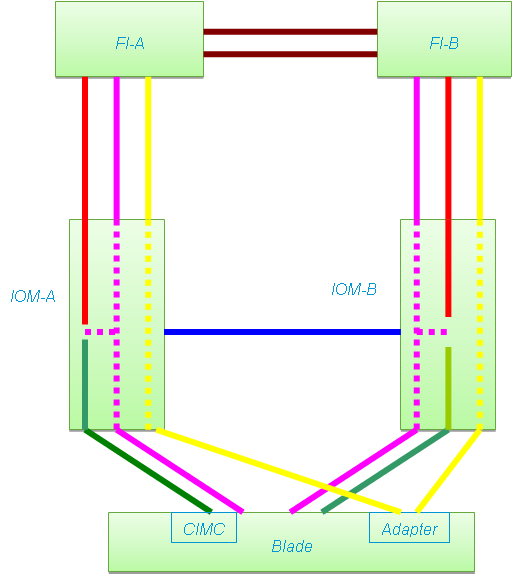 FI-A
FI-B
IOM-A
IOM-B
CIMC
Adapter
Blade